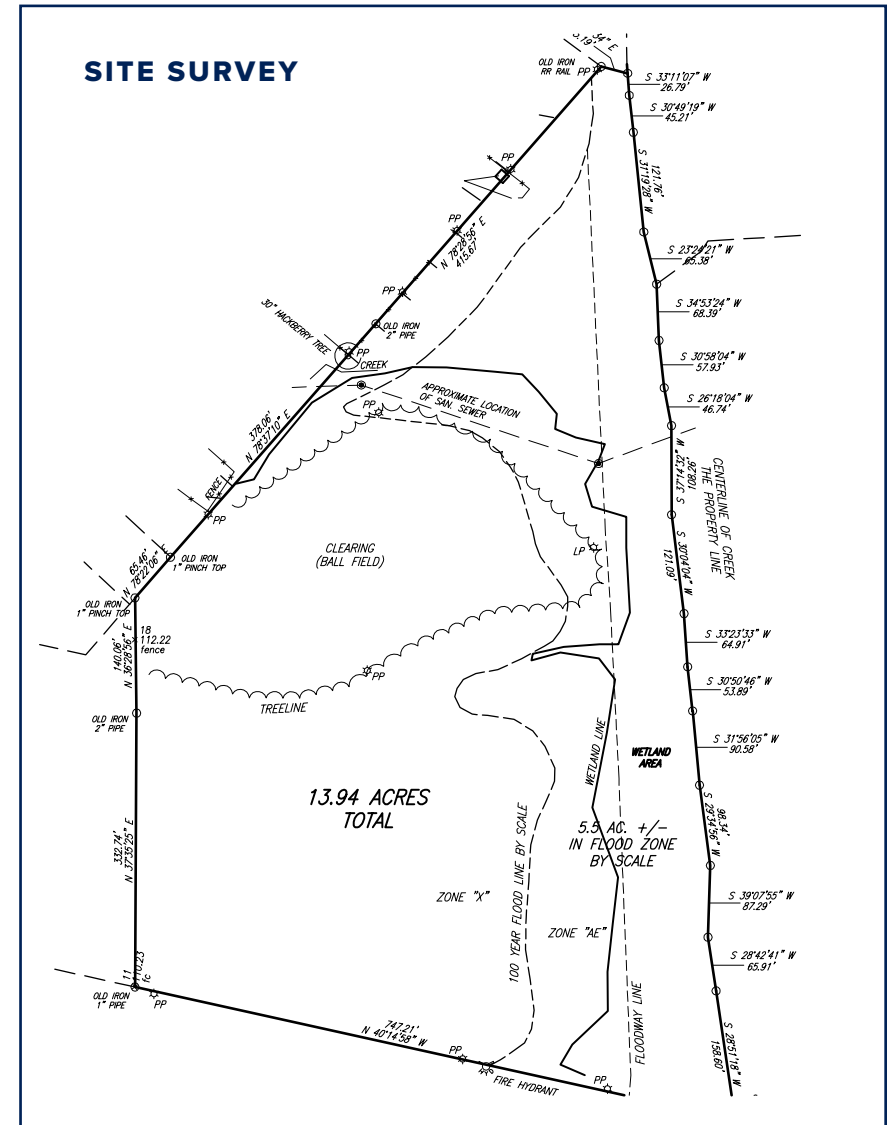 SITE SURVEY
54" E
5.19'
OLD IRON
RR RAIL
PP
S 33°11'07" W
26.79'
S 30°49'19" W
45.21'
121.76'
S 31°19'28" W
PP
PP
N 78°28'56" E
415.67'
S 23°24'21" W
65.38'
PP
S 34°53'24" W
68.39'
30" HACKBERRY TREE
OLD IRON
2" PIPE
PP
CREEK
S 30°58'04" W
57.93'
APPROXIMATE LOCATION
OF SAN. SEWER
S 26°18'04" W
46.74'
PP
378.06'
N 78°37'10" E
108.26'
S 37°14'32" W
CENTERLINE OF CREEK
THE PROPERTY LINE
FENCE
PP
CLEARING
(BALL FIELD)
LP
S 30°04'04" W
121.09'
65.46'
N 78°22'06" E
OLD IRON
1" PINCH TOP
OLD IRON
1" PINCH TOP
18
112.22
fence
140.06'
N 36°28'56" E
S 33°23'33" W
64.91'
PP
S 30°50'46" W
53.89'
TREELINE
OLD IRON
2" PIPE
S 31°56'05" W
90.58'
WETLAND LINE
WETLAND
AREA
13.94 ACRES
TOTAL
98.34'
S 29°34'56" W
5.5 AC. +/-
IN FLOOD ZONE
BY SCALE
332.74'
N 37°35'25" E
ZONE "X"
100 YEAR FLOOD LINE BY SCALE
ZONE "AE"
S 39°07'55" W
87.29'
S 28°42'41" W
65.91'
11
110.23
fc
OLD IRON
1" PIPE
PP
747.21'
N 40°14'58" W
PP
FIRE HYDRANT
PP
FLOODWAY LINE
S 28°51'18" W
158.60'